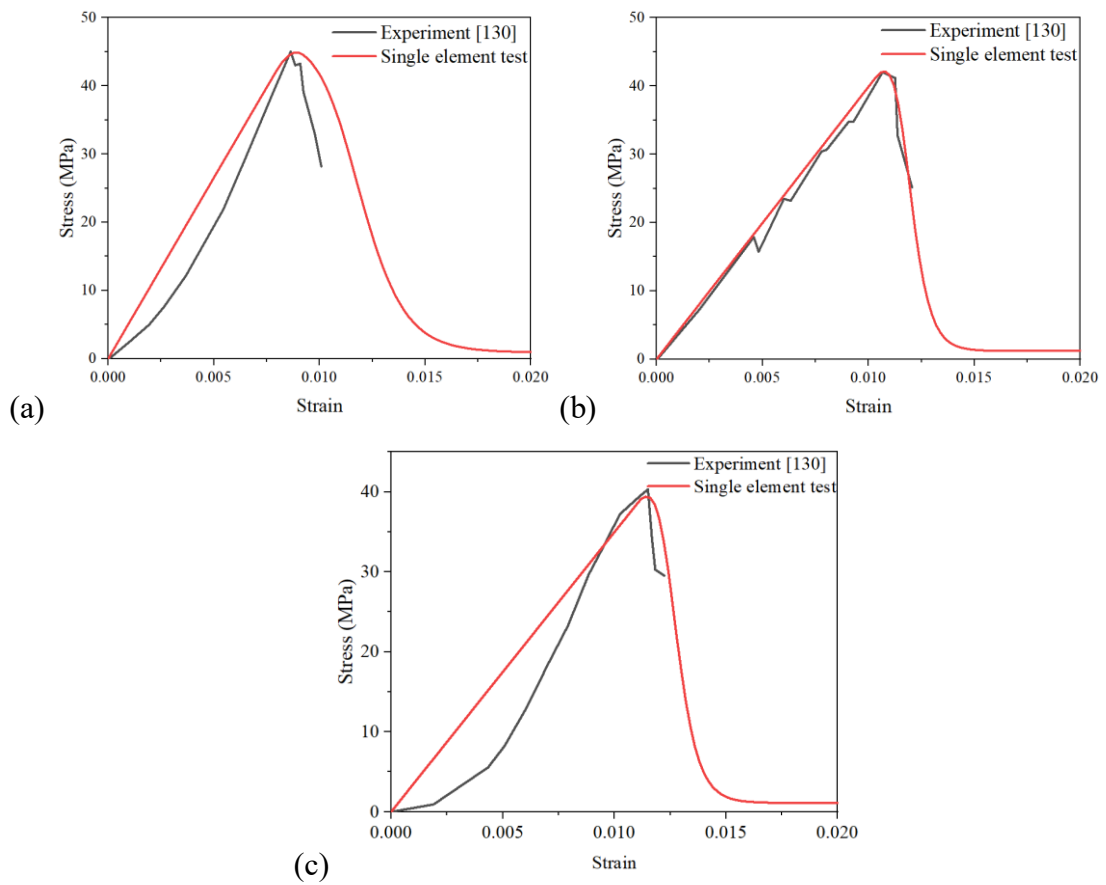 50
40
30
20
10
0
Stress (MPa)
Experiment [130]
Single element test
0.000 0.005 0.010 0.015 0.020
Strain
(a)
50
40
30
20
10
0
Stress (MPa)
Experiment [130]
Single element test
0.000 0.005 0.010 0.015 0.020
Strain
(b)
40
30
20
10
0
Stress (MPa)
Experiment [130]
Single element test
0.000 0.005 0.010 0.015 0.020
Strain
(c)